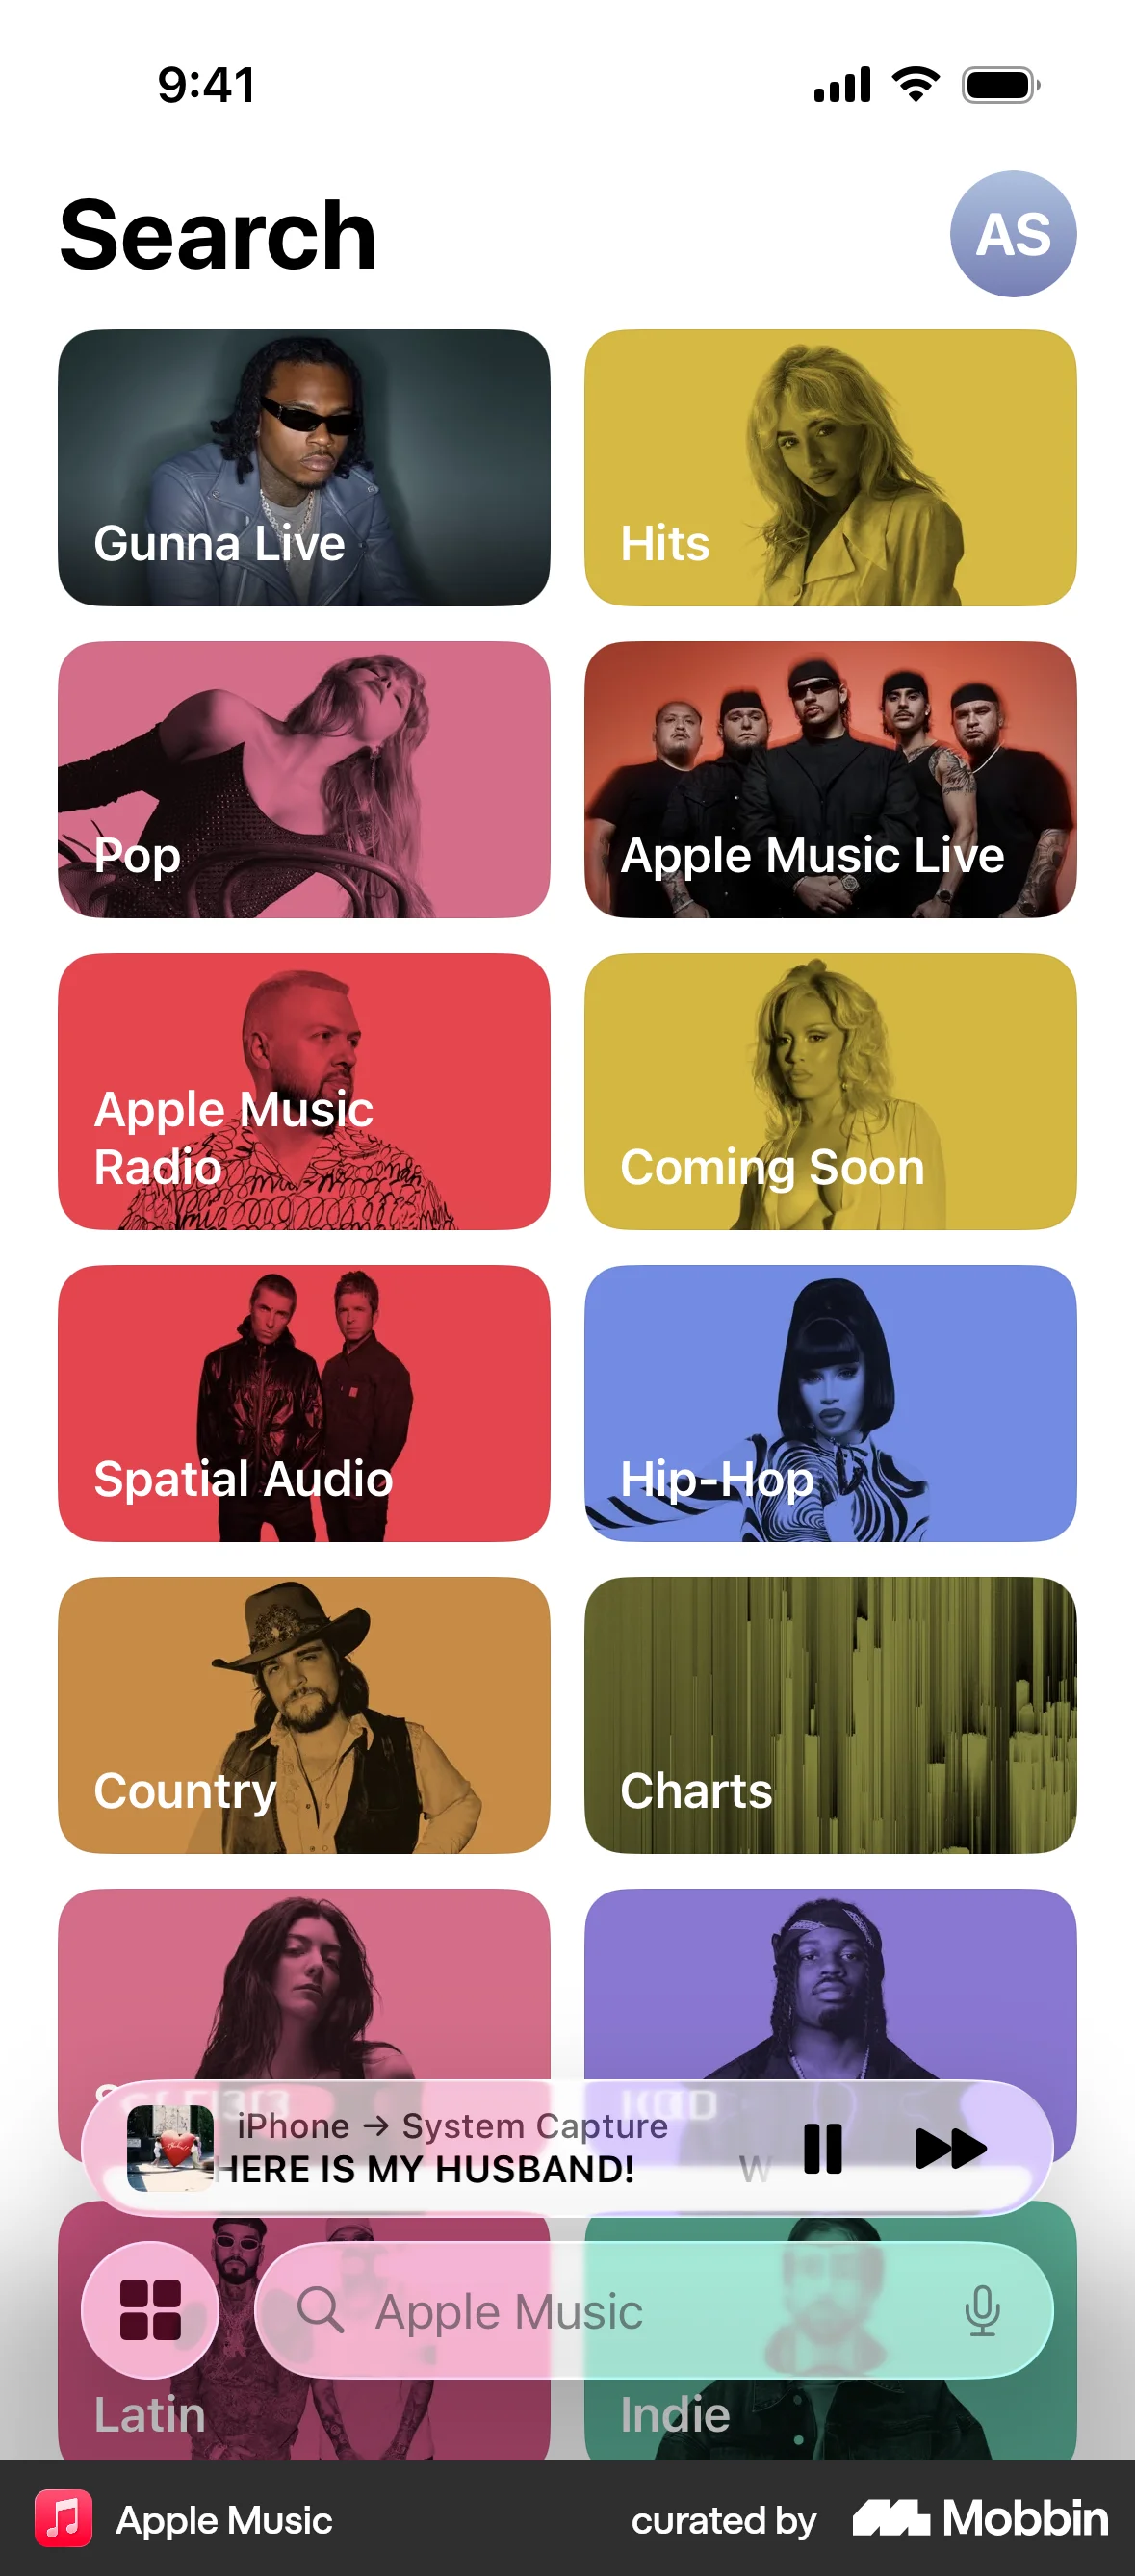 9:41
Search
AS
Gunna Live
Hits
Pop
Apple Music Live
Apple Music
Radio
Coming Soon
Spatial Audio
Hip-Hop
Country
Charts
iPhone → System Capture
HERE IS MY HUSBAND!
W
Apple Music
Latin
Indie
Apple Music
curated by Mobbin